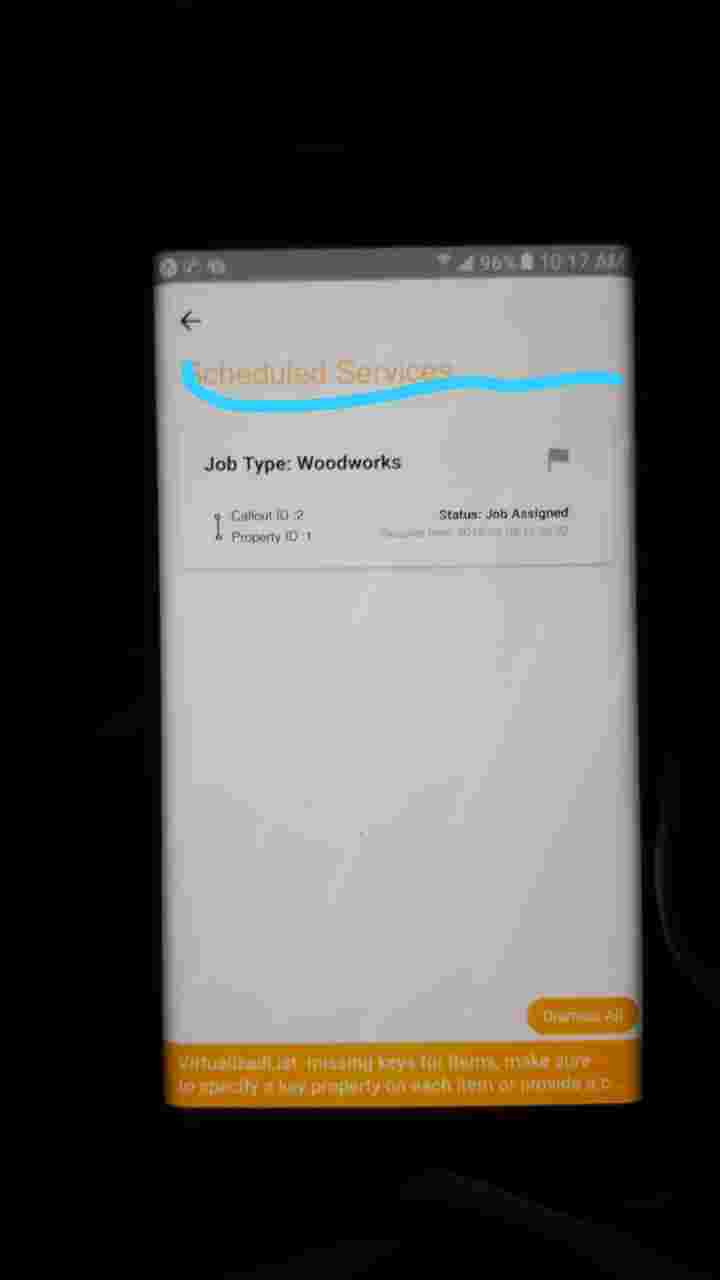 96% 10:17 AM
Scheduled Services
Job Type: Woodworks
Callout ID :2
Status: Job Assigned
Property ID :1
Dismiss All
VirtualizedList: missing keys for items, make sure
to specify a key property on each item or provide a c...